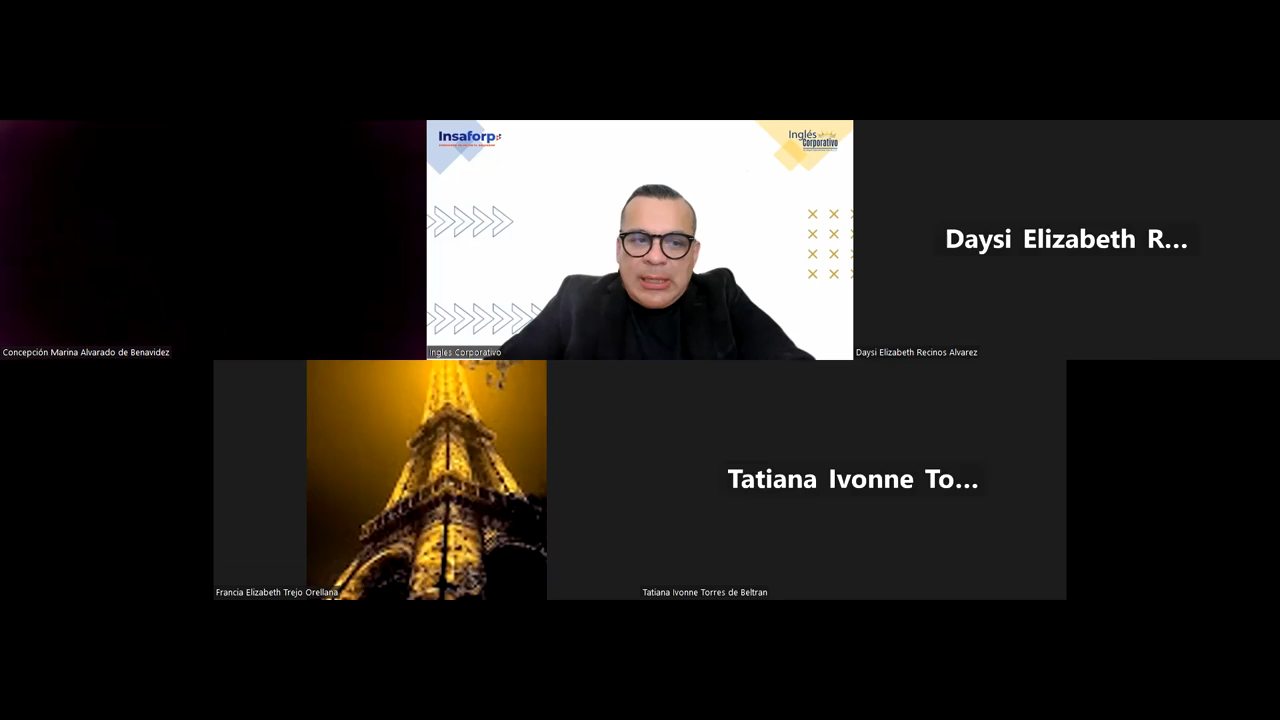 Insaforp
Inglés
Corporativo
Daysi Elizabeth R...
Concepción Marina Alvarado de Benavidez
Inglés Corporativo
Daysi Elizabeth Recinos Alvarez
Tatiana Ivonne To...
Francia Elizabeth Trejo Orellana
Tatiana Ivonne Torres de Beltran